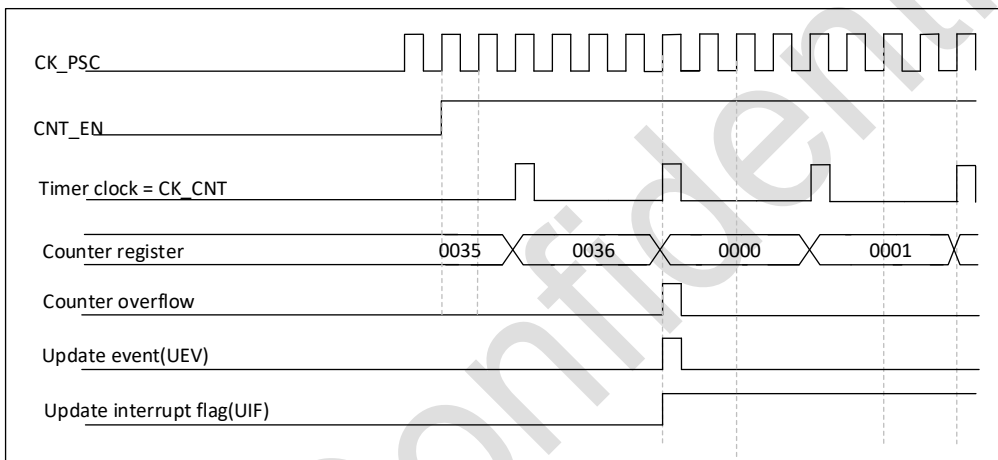 CK_PSC
CNT_EN
Timer clock = CK_CNT
Counter register 0035 0036 0000 0001
Counter overflow
Update event(UEV)
Update interrupt flag(UIF)